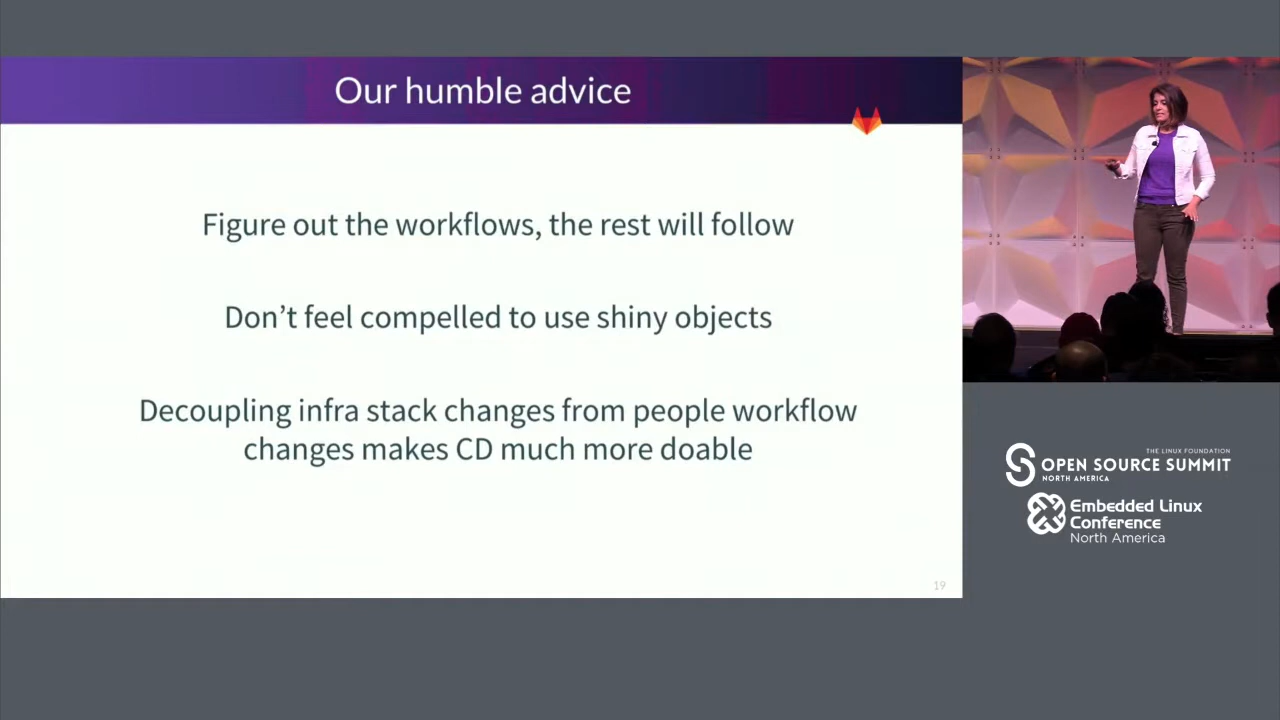 Our humble advice
Figure out the workflows, the rest will follow
Don’t feel compelled to use shiny objects
Decoupling infra stack changes from people workflow
changes makes CD much more doable
19
THE LINUX FOUNDATION
OPEN SOURCE SUMMIT
NORTH AMERICA
Embedded Linux
Conference
North America